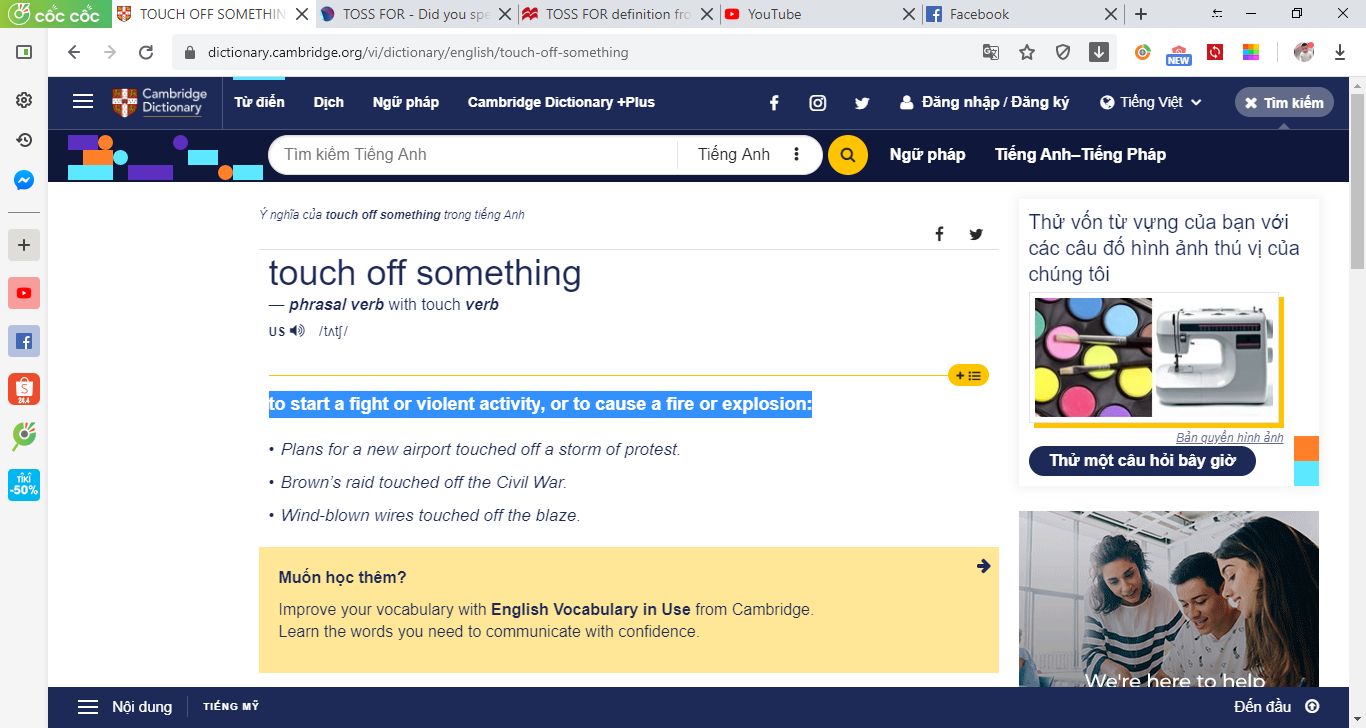 cốc cốc
TOUCH OFF SOMETHIN
TOSS FOR - Did you spe
TOSS FOR definition fro
YouTube
Facebook
dictionary.cambridge.org/vi/dictionary/english/touch-off-something
NEW
Cambridge
Dictionary
Từ điển
Dịch
Ngữ pháp
Cambridge Dictionary +Plus
Đăng nhập / Đăng ký
Tiếng Việt
Tìm kiếm
Tìm kiếm Tiếng Anh
Tiếng Anh
Ngữ pháp
Tiếng Anh–Tiếng Pháp
24.4
TIKI
-50%
Ý nghĩa của touch off something trong tiếng Anh
touch off something
— phrasal verb with touch verb
US /tʌtʃ/
to start a fight or violent activity, or to cause a fire or explosion:
• Plans for a new airport touched off a storm of protest.
• Brown’s raid touched off the Civil War.
• Wind-blown wires touched off the blaze.
Muốn học thêm?
Improve your vocabulary with English Vocabulary in Use from Cambridge.
Learn the words you need to communicate with confidence.
Thử vốn từ vựng của bạn với
các câu đố hình ảnh thú vị của
chúng tôi
Bản quyền hình ảnh
Thử một câu hỏi bây giờ
We're here to help
Nội dung
TIẾNG MỸ
Đến đầu